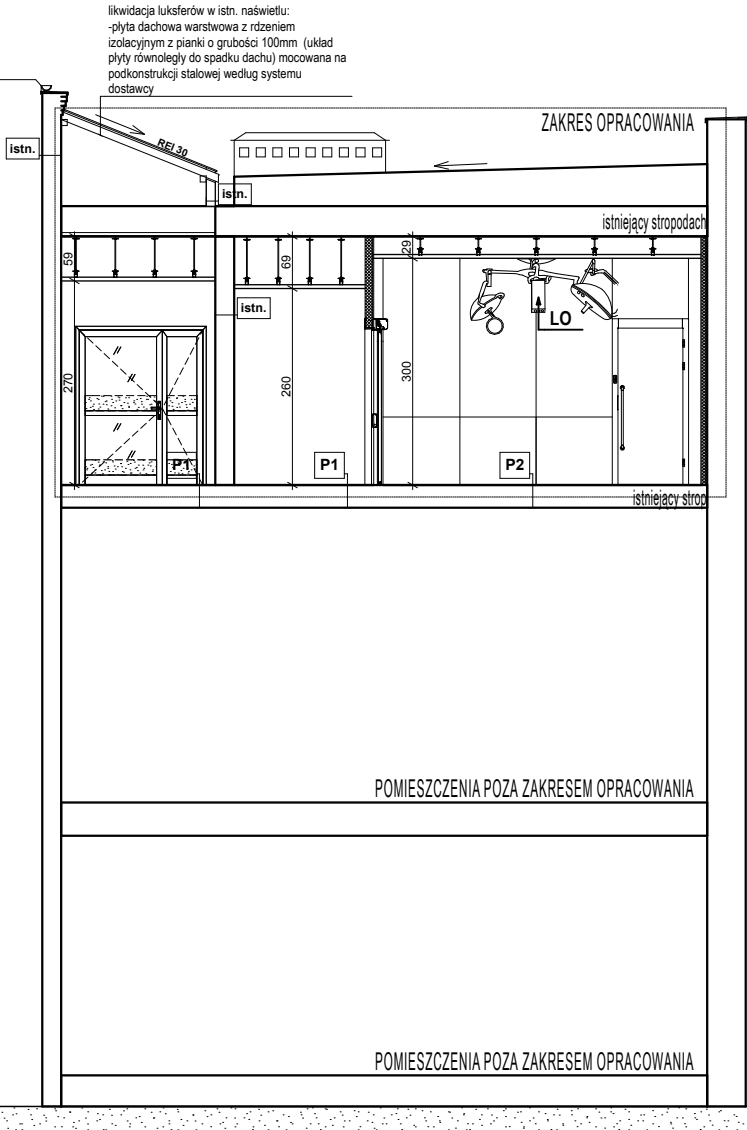 likwidacja luksferów w istn. naświetlu:
-płyta dachowa warstwowa z rdzeniem
izolacyjnym z pianki o grubości 100mm (układ
płyty równoległy do spadku dachu) mocowana na
podkonstrukcji stalowej według systemu
dostawcy
ZAKRES OPRACOWANIA
istn.
REI 30
istn.
istniejący stropodach
59
69
29
istn.
LO
270
260
300
P1
P1
P2
istniejący strop
POMIESZCZENIA POZA ZAKRESEM OPRACOWANIA
POMIESZCZENIA POZA ZAKRESEM OPRACOWANIA